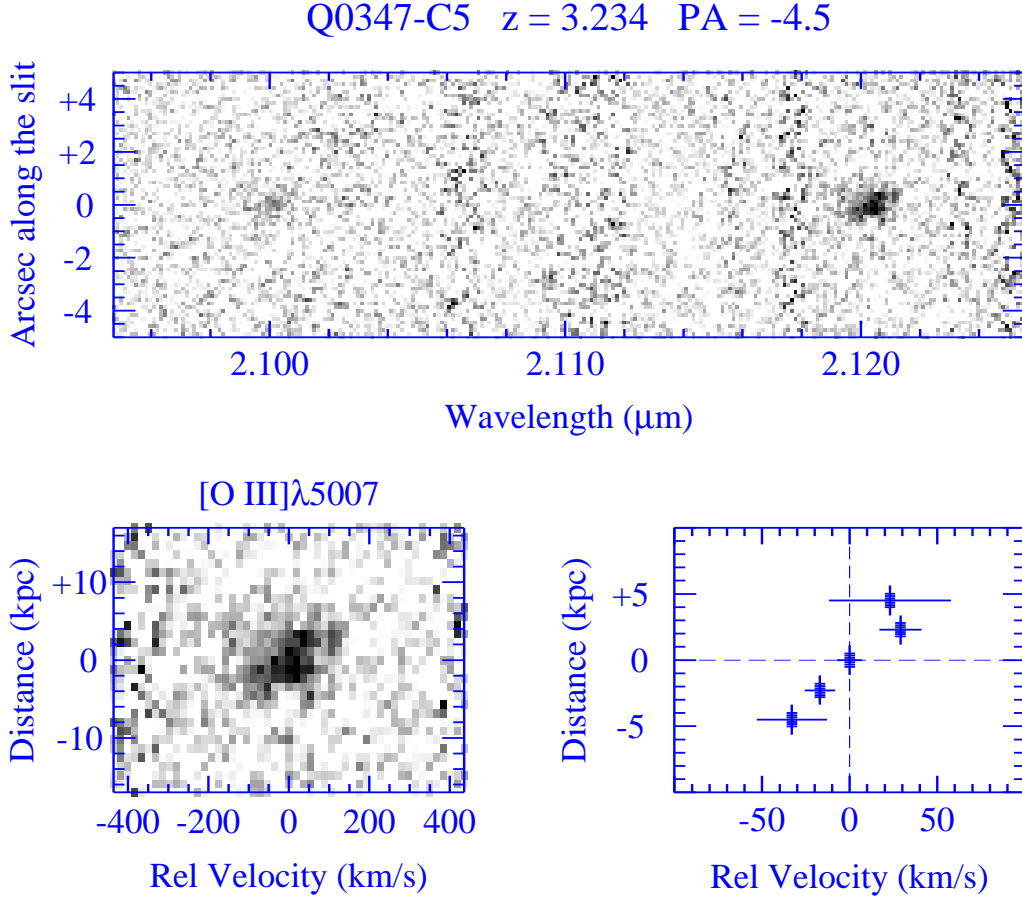 Q0347-C5 z = 3.234 PA = -4.5
Arcsec along the slit
+4
+2
0
-2
-4
2.100 2.110 2.120
Wavelength (μm)
[O III]λ5007
Distance (kpc)
+10
0
-10
-400 -200 0 200 400
Rel Velocity (km/s)
Distance (kpc)
+5
0
-5
-50 0 50
Rel Velocity (km/s)